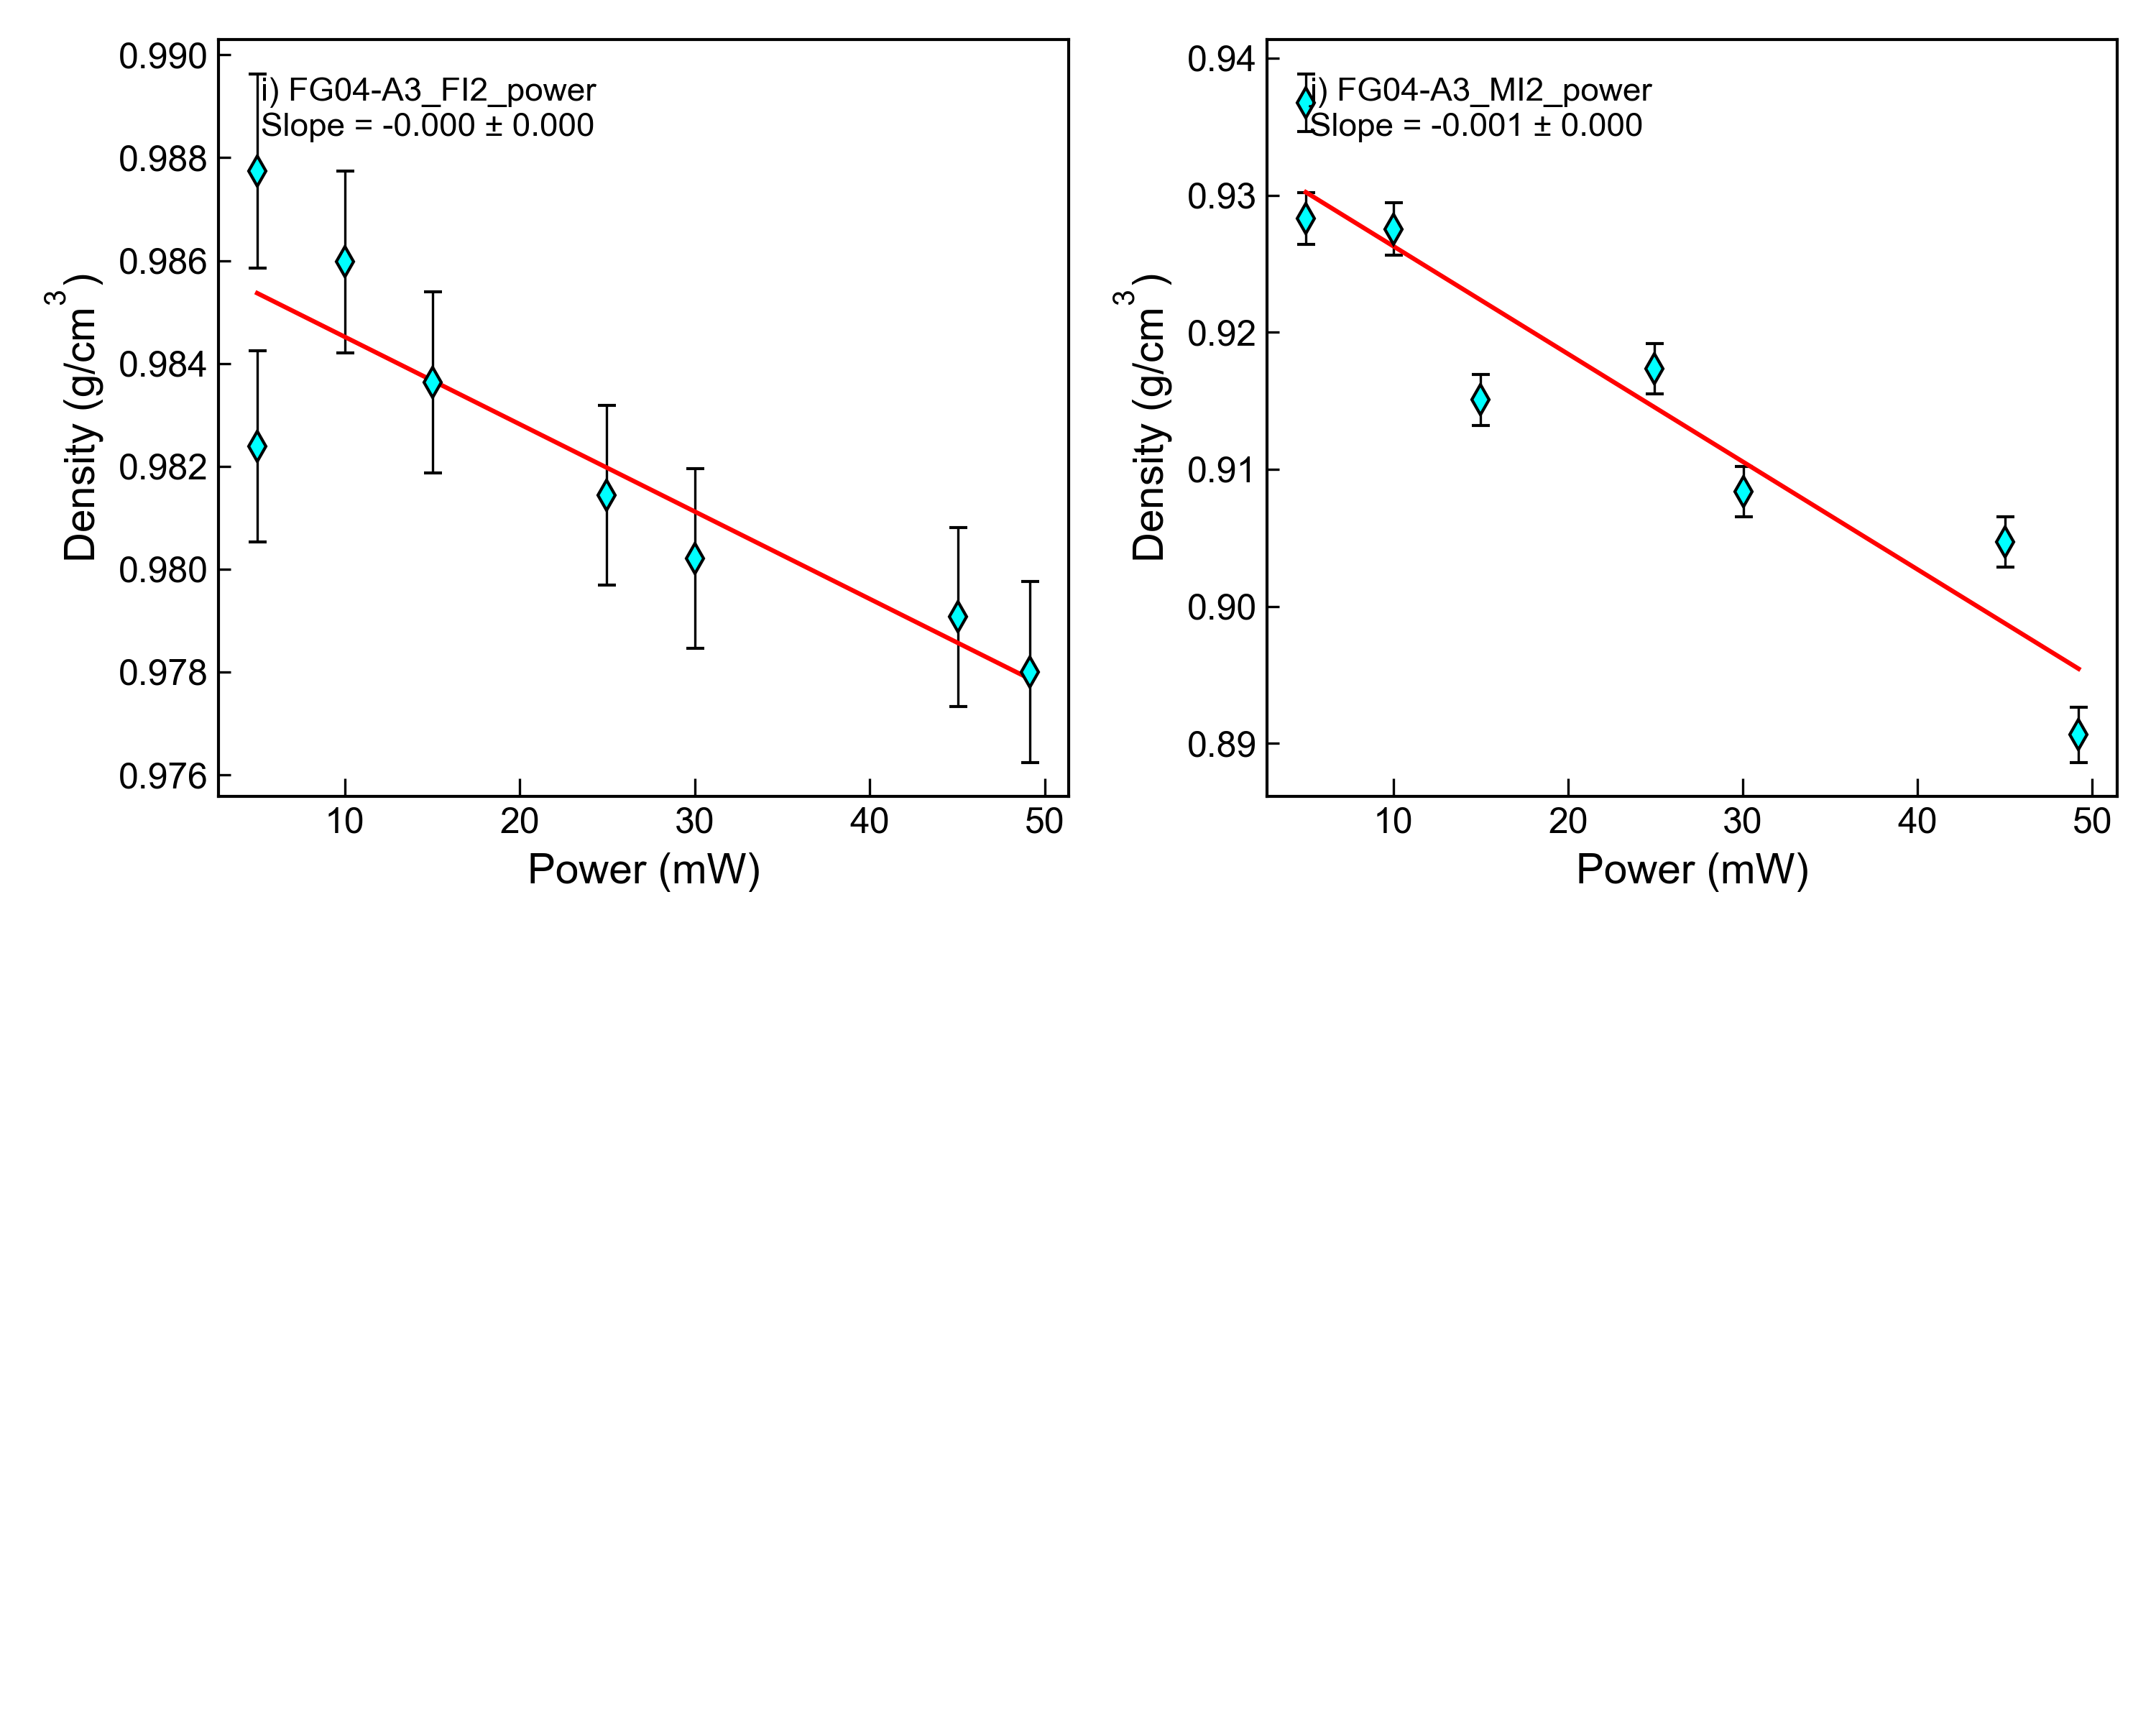 0.990
0.988
0.986
0.984
0.982
0.980
0.978
0.976
Density (g/cm³)
i) FG04-A3_FI2_power
Slope = -0.000 ± 0.000
10 20 30 40 50
Power (mW)
0.94
0.93
0.92
0.91
0.90
0.89
Density (g/cm³)
j) FG04-A3_MI2_power
Slope = -0.001 ± 0.000
10 20 30 40 50
Power (mW)